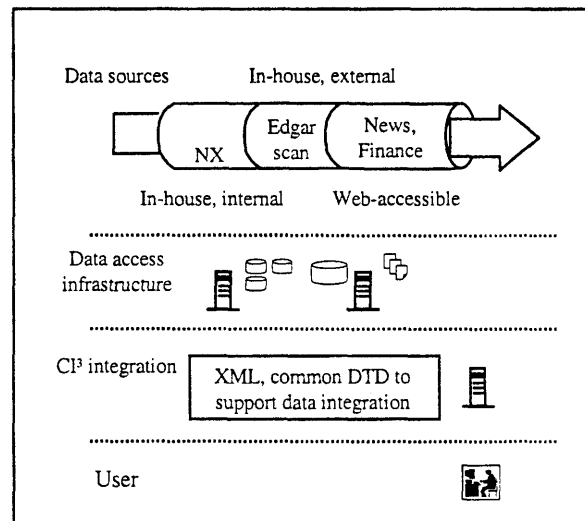 Data sources
In-house, external
NX
Edgar
scan
News,
Finance
In-house, internal
Web-accessible
Data access
infrastructure
CI³ integration
XML, common DTD to
support data integration
User